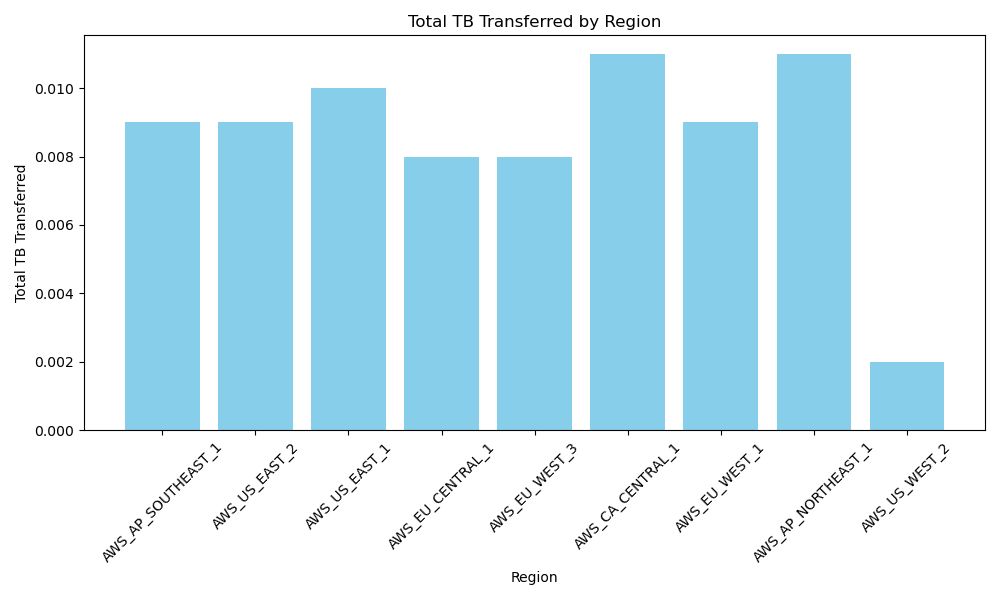 Total TB Transferred by Region
Total TB Transferred
0.010
0.008
0.006
0.004
0.002
0.000
AWS_AP_SOUTHEAST_1
AWS_US_EAST_2
AWS_US_EAST_1
AWS_EU_CENTRAL_1
AWS_EU_WEST_3
AWS_CA_CENTRAL_1
AWS_EU_WEST_1
AWS_AP_NORTHEAST_1
AWS_US_WEST_2
Region